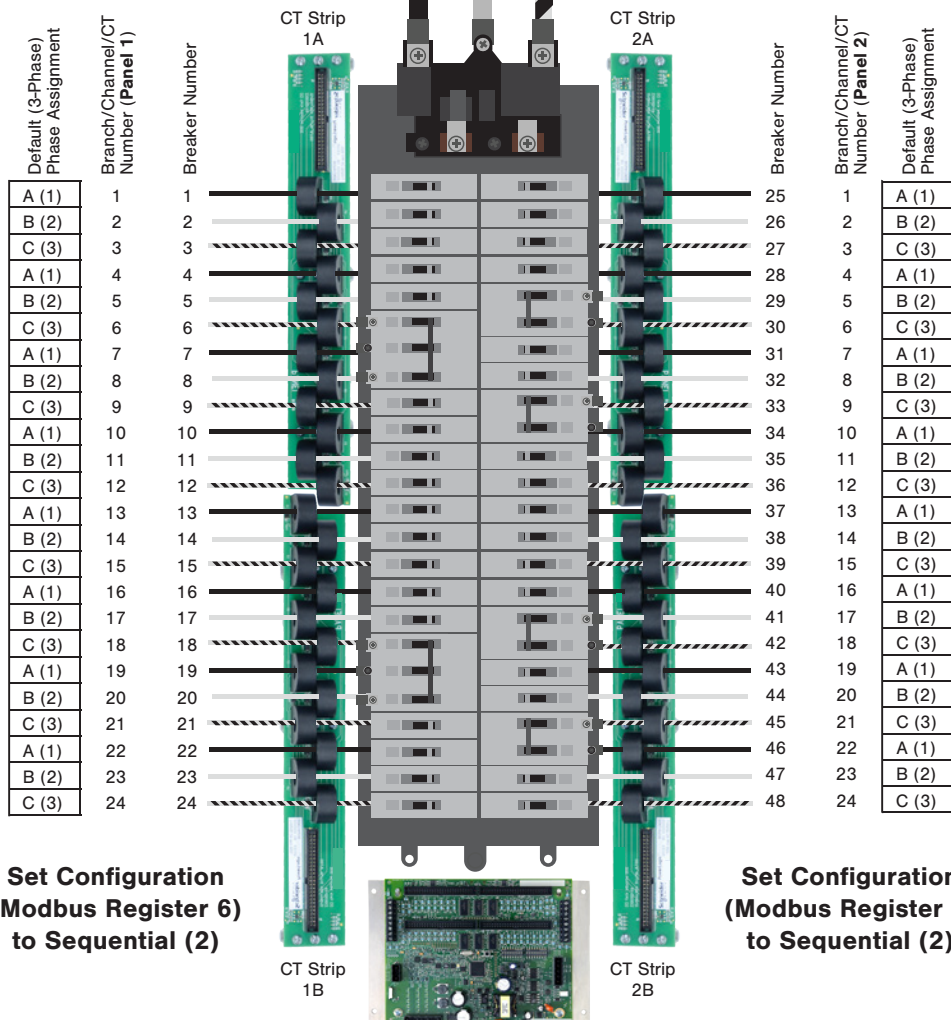 CT Strip
1A
CT Strip
2A
Default (3-Phase)
Phase Assignment
Branch/Channel/CT
Number (Panel 1)
Breaker Number
Breaker Number
Branch/Channel/CT
Number (Panel 2)
Default (3-Phase)
Phase Assignment
A (1) 1 1 25 1 A (1)
B (2) 2 2 26 2 B (2)
C (3) 3 3 27 3 C (3)
A (1) 4 4 28 4 A (1)
B (2) 5 5 29 5 B (2)
C (3) 6 6 30 6 C (3)
A (1) 7 7 31 7 A (1)
B (2) 8 8 32 8 B (2)
C (3) 9 9 33 9 C (3)
A (1) 10 10 34 10 A (1)
B (2) 11 11 35 11 B (2)
C (3) 12 12 36 12 C (3)
A (1) 13 13 37 13 A (1)
B (2) 14 14 38 14 B (2)
C (3) 15 15 39 15 C (3)
A (1) 16 16 40 16 A (1)
B (2) 17 17 41 17 B (2)
C (3) 18 18 42 18 C (3)
A (1) 19 19 43 19 A (1)
B (2) 20 20 44 20 B (2)
C (3) 21 21 45 21 C (3)
A (1) 22 22 46 22 A (1)
B (2) 23 23 47 23 B (2)
C (3) 24 24 48 24 C (3)
Set Configuration
Modbus Register 6)
to Sequential (2)
Set Configuration
(Modbus Register
to Sequential (2)
CT Strip
1B
CT Strip
2B